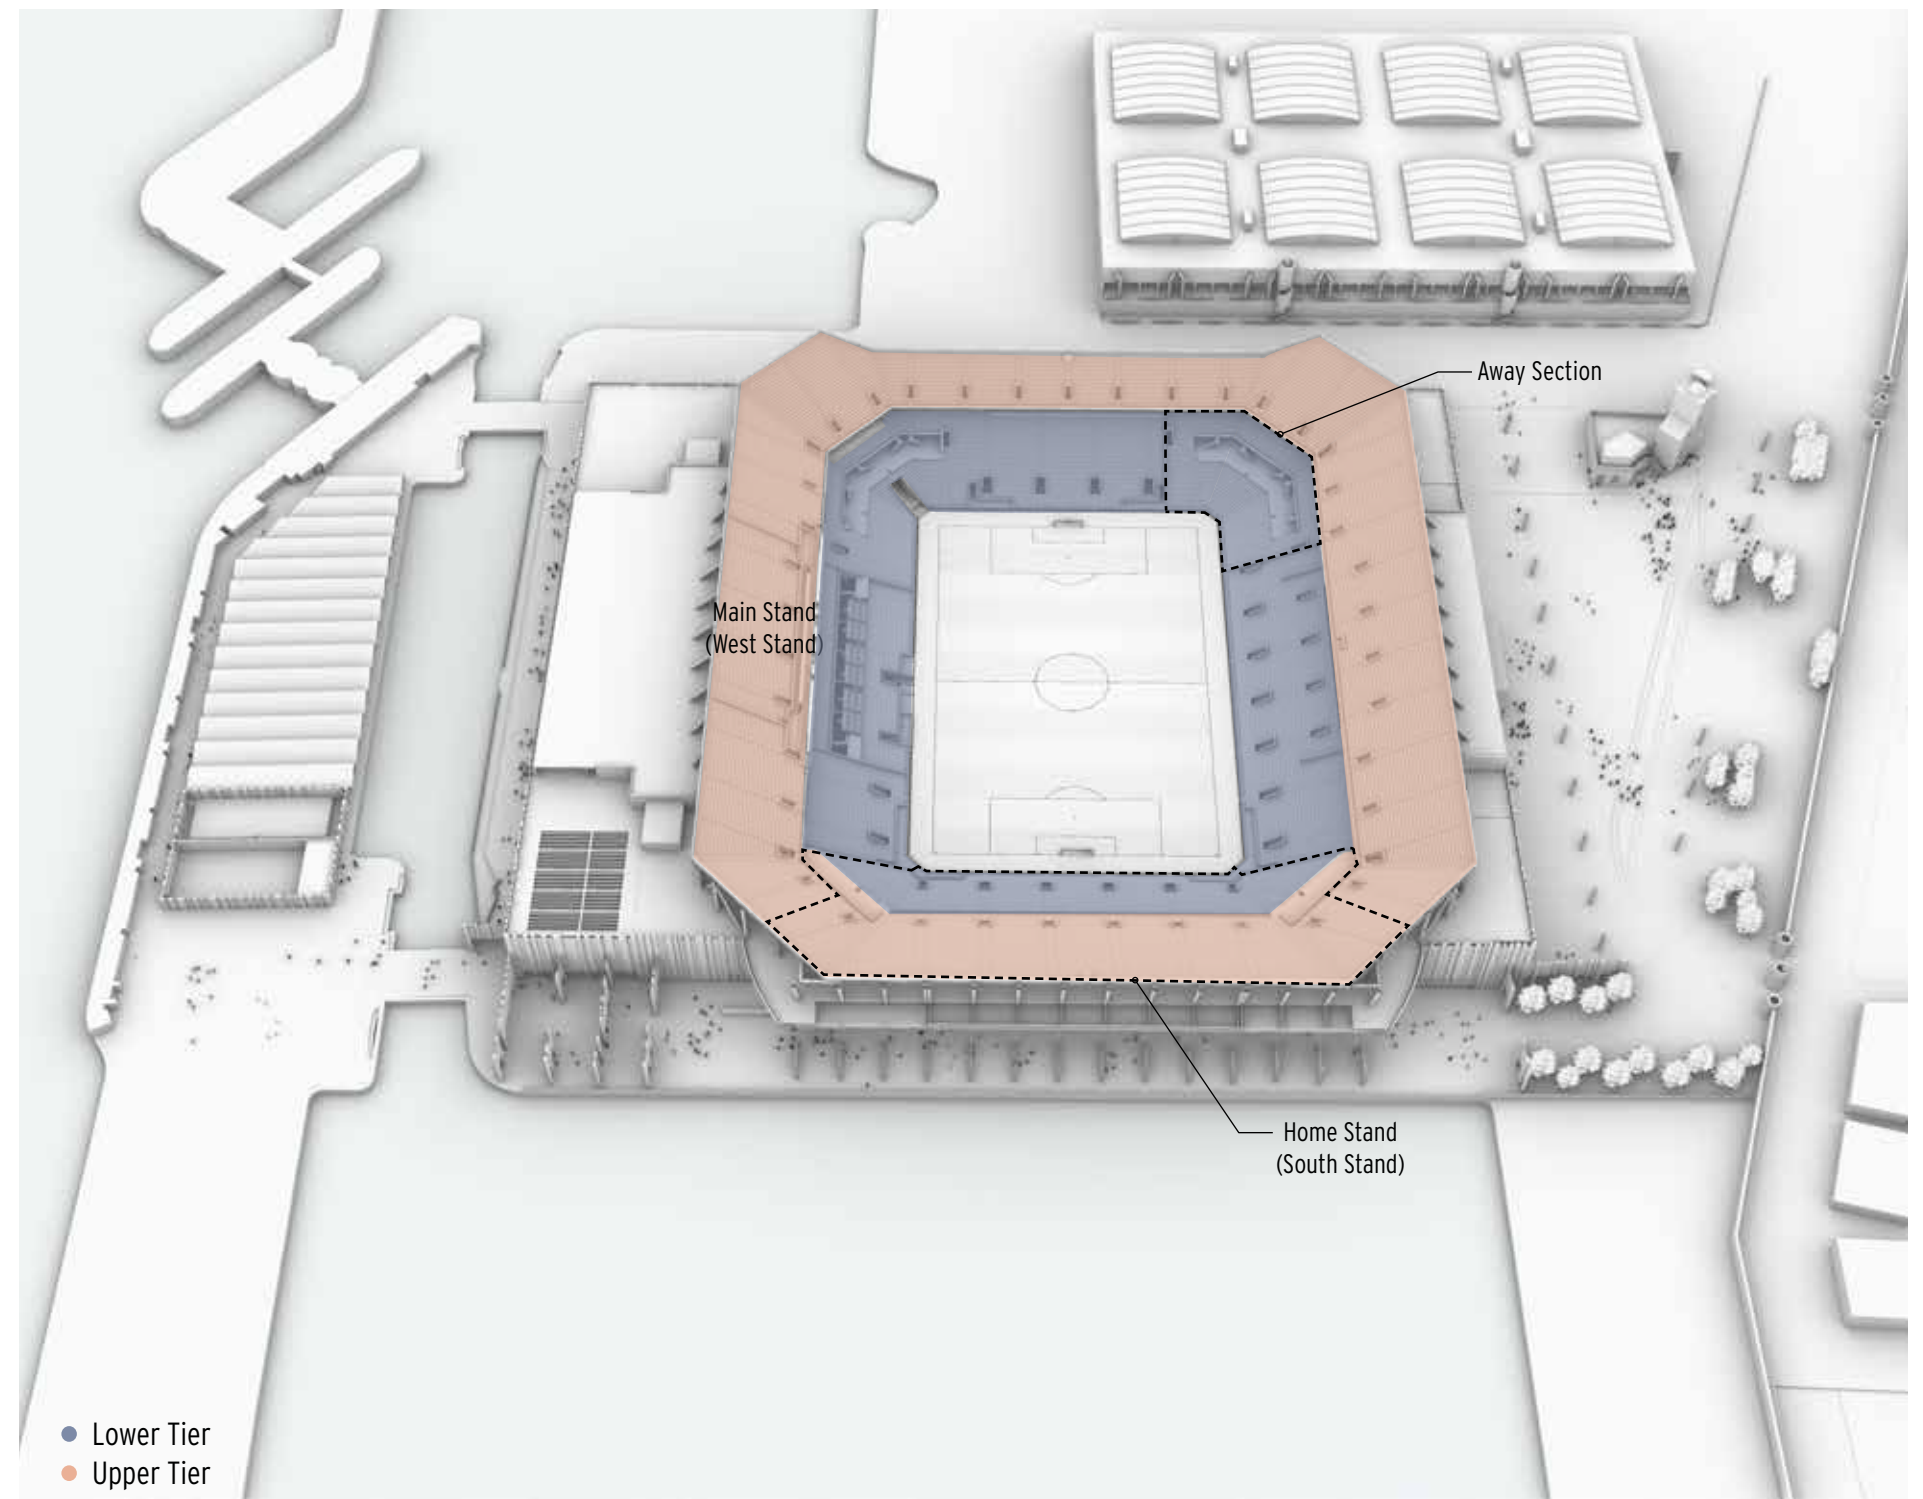 Away Section
Main Stand
(West Stand)
Home Stand
(South Stand)
Lower Tier
Upper Tier